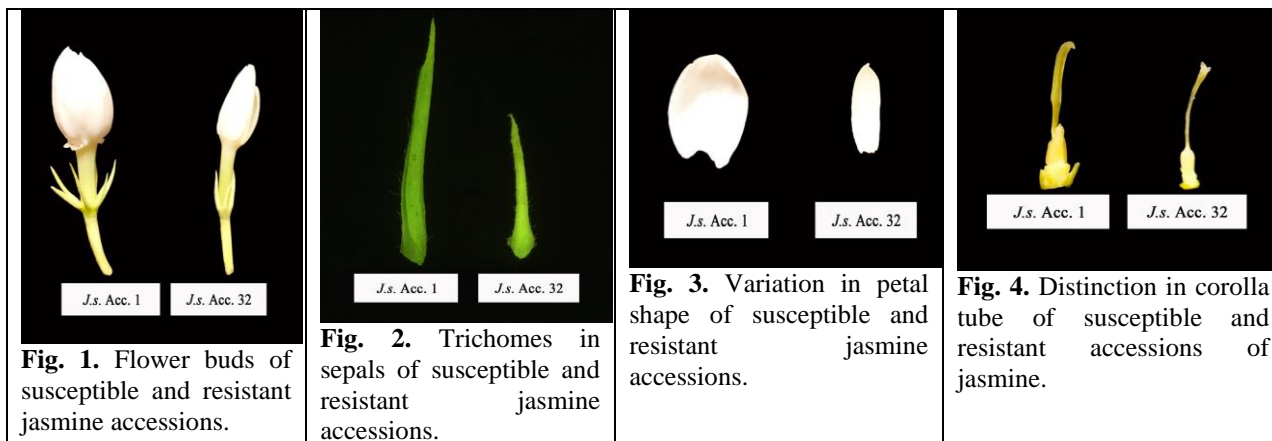 J.s. Acc. 1
J.s. Acc. 32
Fig. 1. Flower buds of
susceptible and resistant
jasmine accessions.
J.s. Acc. 1
J.s. Acc. 32
Fig. 2. Trichomes in
sepals of susceptible and
resistant jasmine
accessions.
J.s. Acc. 1
J.s. Acc. 32
Fig. 3. Variation in petal
shape of susceptible and
resistant jasmine
accessions.
J.s. Acc. 1
J.s. Acc. 32
Fig. 4. Distinction in corolla
tube of susceptible and
resistant accessions of
jasmine.